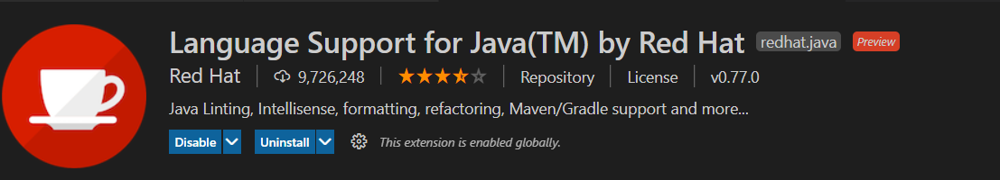 Language Support for Java(TM) by Red Hat redhat.java Preview
Red Hat 9,726,248 Repository License v0.77.0
Java Linting, Intellisense, formatting, refactoring, Maven/Gradle support and more...
Disable Uninstall This extension is enabled globally.